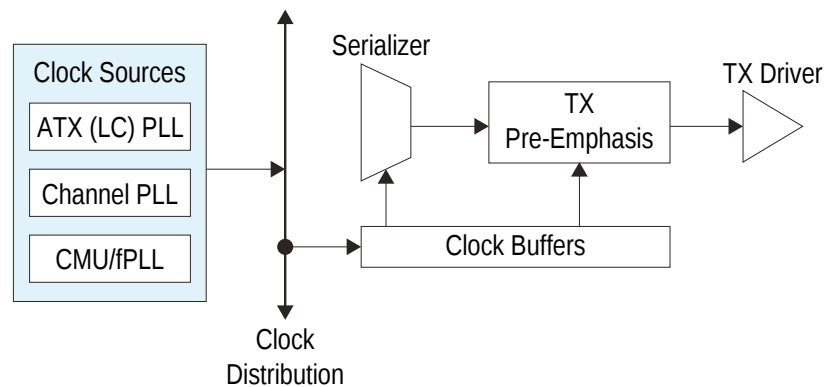 Clock Sources
ATX (LC) PLL
Channel PLL
CMU/fPLL
Clock
Distribution
Serializer
TX
Pre-Emphasis
TX Driver
Clock Buffers